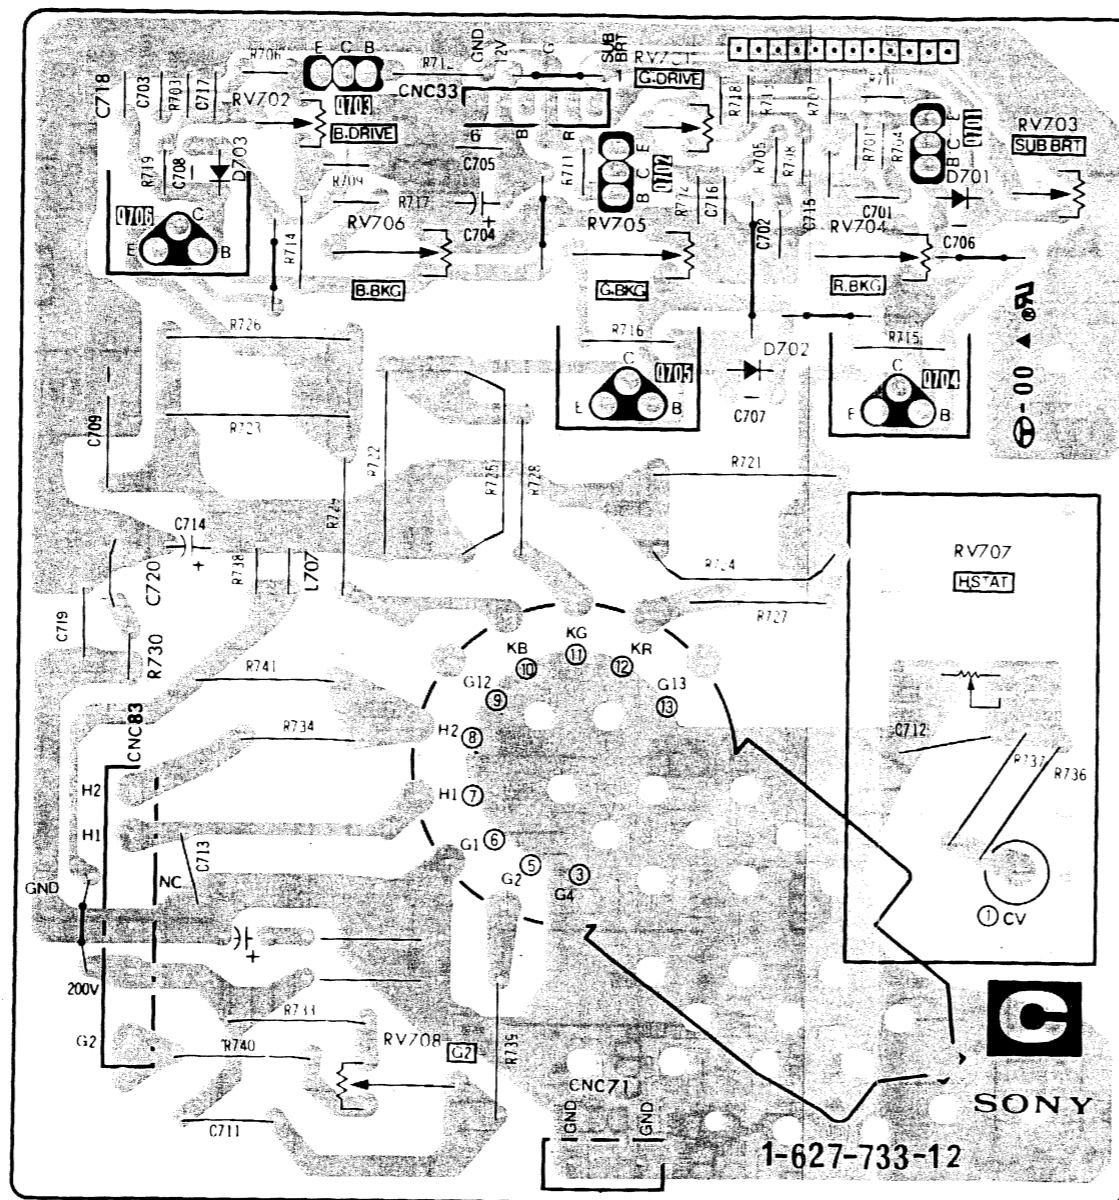 C718
C703
R703
C717
R706
RV702
E C B
Q703
B.DRIVE
R712
CNC33
GND
12V
G
SUB BRT
1
6
B
R
RV701
G.DRIVE
R718
R707
Q701
B C E
RV703
SUB BRT
R719
C708
D703
R709
R717
C705
C704
R711
B C E
Q702
C716
R705
R708
C702
C715
R701
R704
C701
D701
C706
Q706
C
E
B
R714
RV706
B.BKG
RV705
G.BKG
RV704
R.BKG
R726
R716
C
Q705
E
B
D702
C707
R715
C
Q704
B
-00
C709
R723
R722
R725
R728
R721
R729
C714
+
C720
R738
L707
R724
R727
C719
R730
R741
R734
RV707
H.STAT
KB
⑩
KG
⑪
KR
⑫
G12
⑨
G13
⑬
H2
⑧
H1
⑦
G1
⑥
G2
⑤
G4
③
C712
R737
R736
① CV
CNC83
H2
H1
GND
NC
200V
G2
C713
+
R733
R740
RV708
G2
R739
C711
CNC71
GND
GND
C
SONY
1-627-733-12